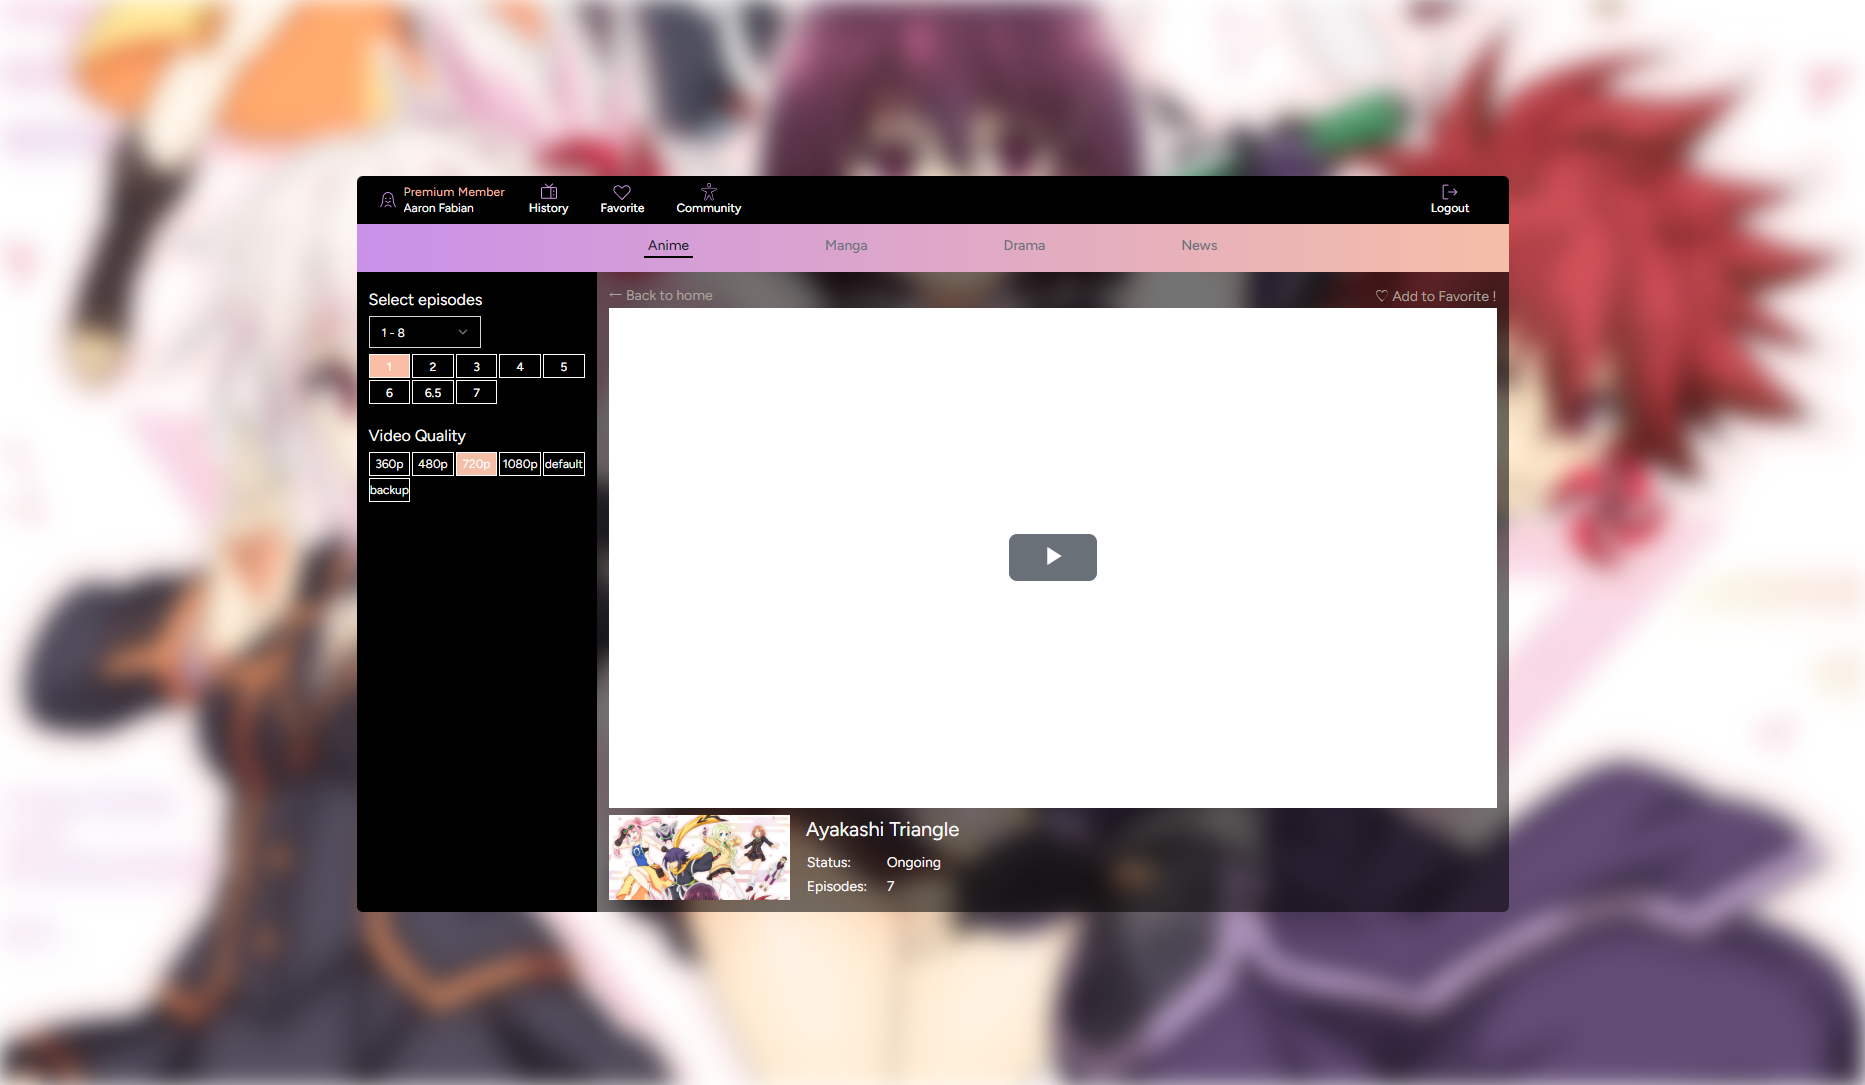 Premium Member
Aaron Fabian
History
Favorite
Community
Logout
Anime
Manga
Drama
News
Select episodes
1 - 8
1 2 3 4 5
6 6.5 7
Video Quality
360p 480p 720p 1080p default
backup
← Back to home
♡ Add to Favorite !
Ayakashi Triangle
Status: Ongoing
Episodes: 7